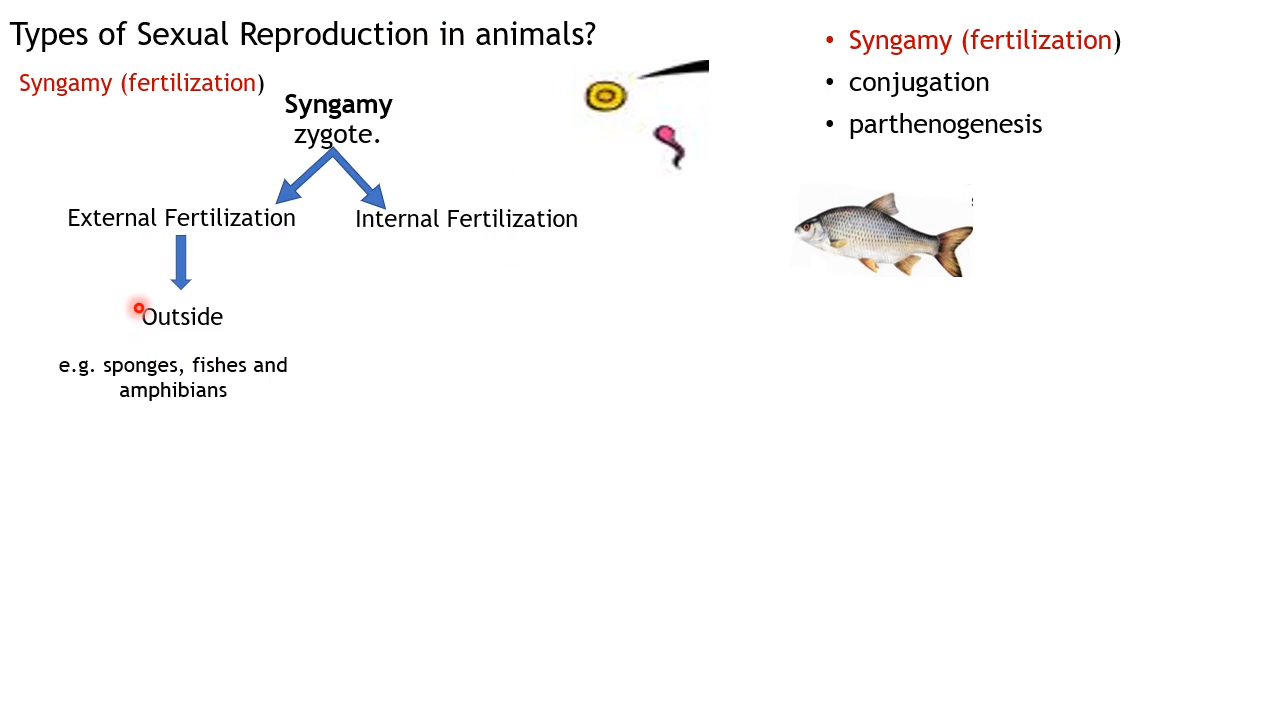 Types of Sexual Reproduction in animals?
Syngamy (fertilization)
Syngamy
zygote.
External Fertilization
Internal Fertilization
Outside
e.g. sponges, fishes and
amphibians
• Syngamy (fertilization)
• conjugation
• parthenogenesis